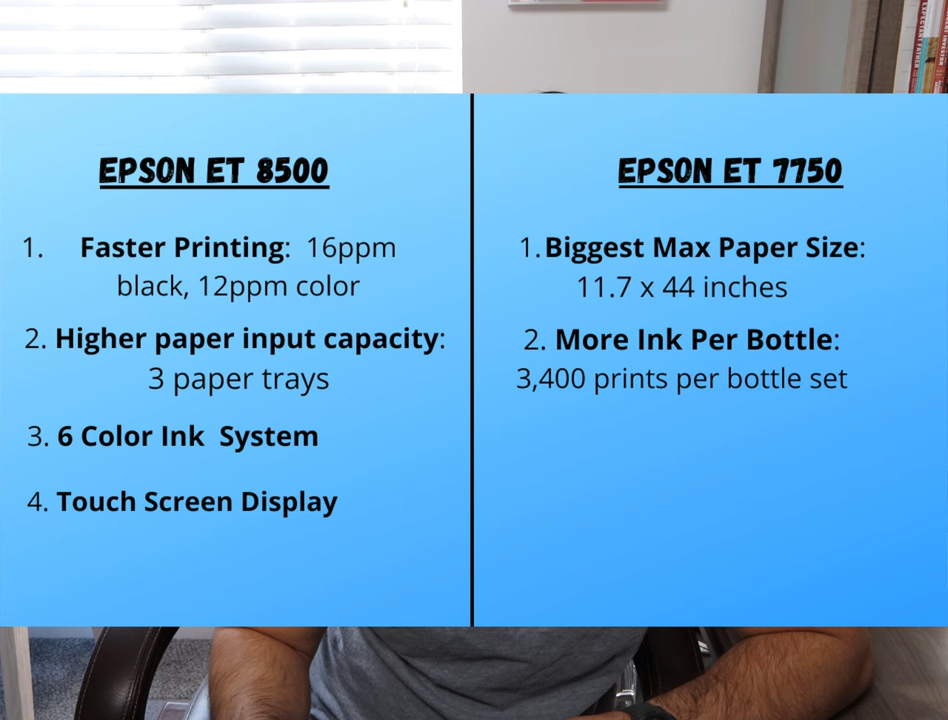 EPSON ET 8500
1. Faster Printing: 16ppm
black, 12ppm color
2. Higher paper input capacity:
3 paper trays
3. 6 Color Ink System
4. Touch Screen Display
EPSON ET 7750
1. Biggest Max Paper Size:
11.7 x 44 inches
2. More Ink Per Bottle:
3,400 prints per bottle set